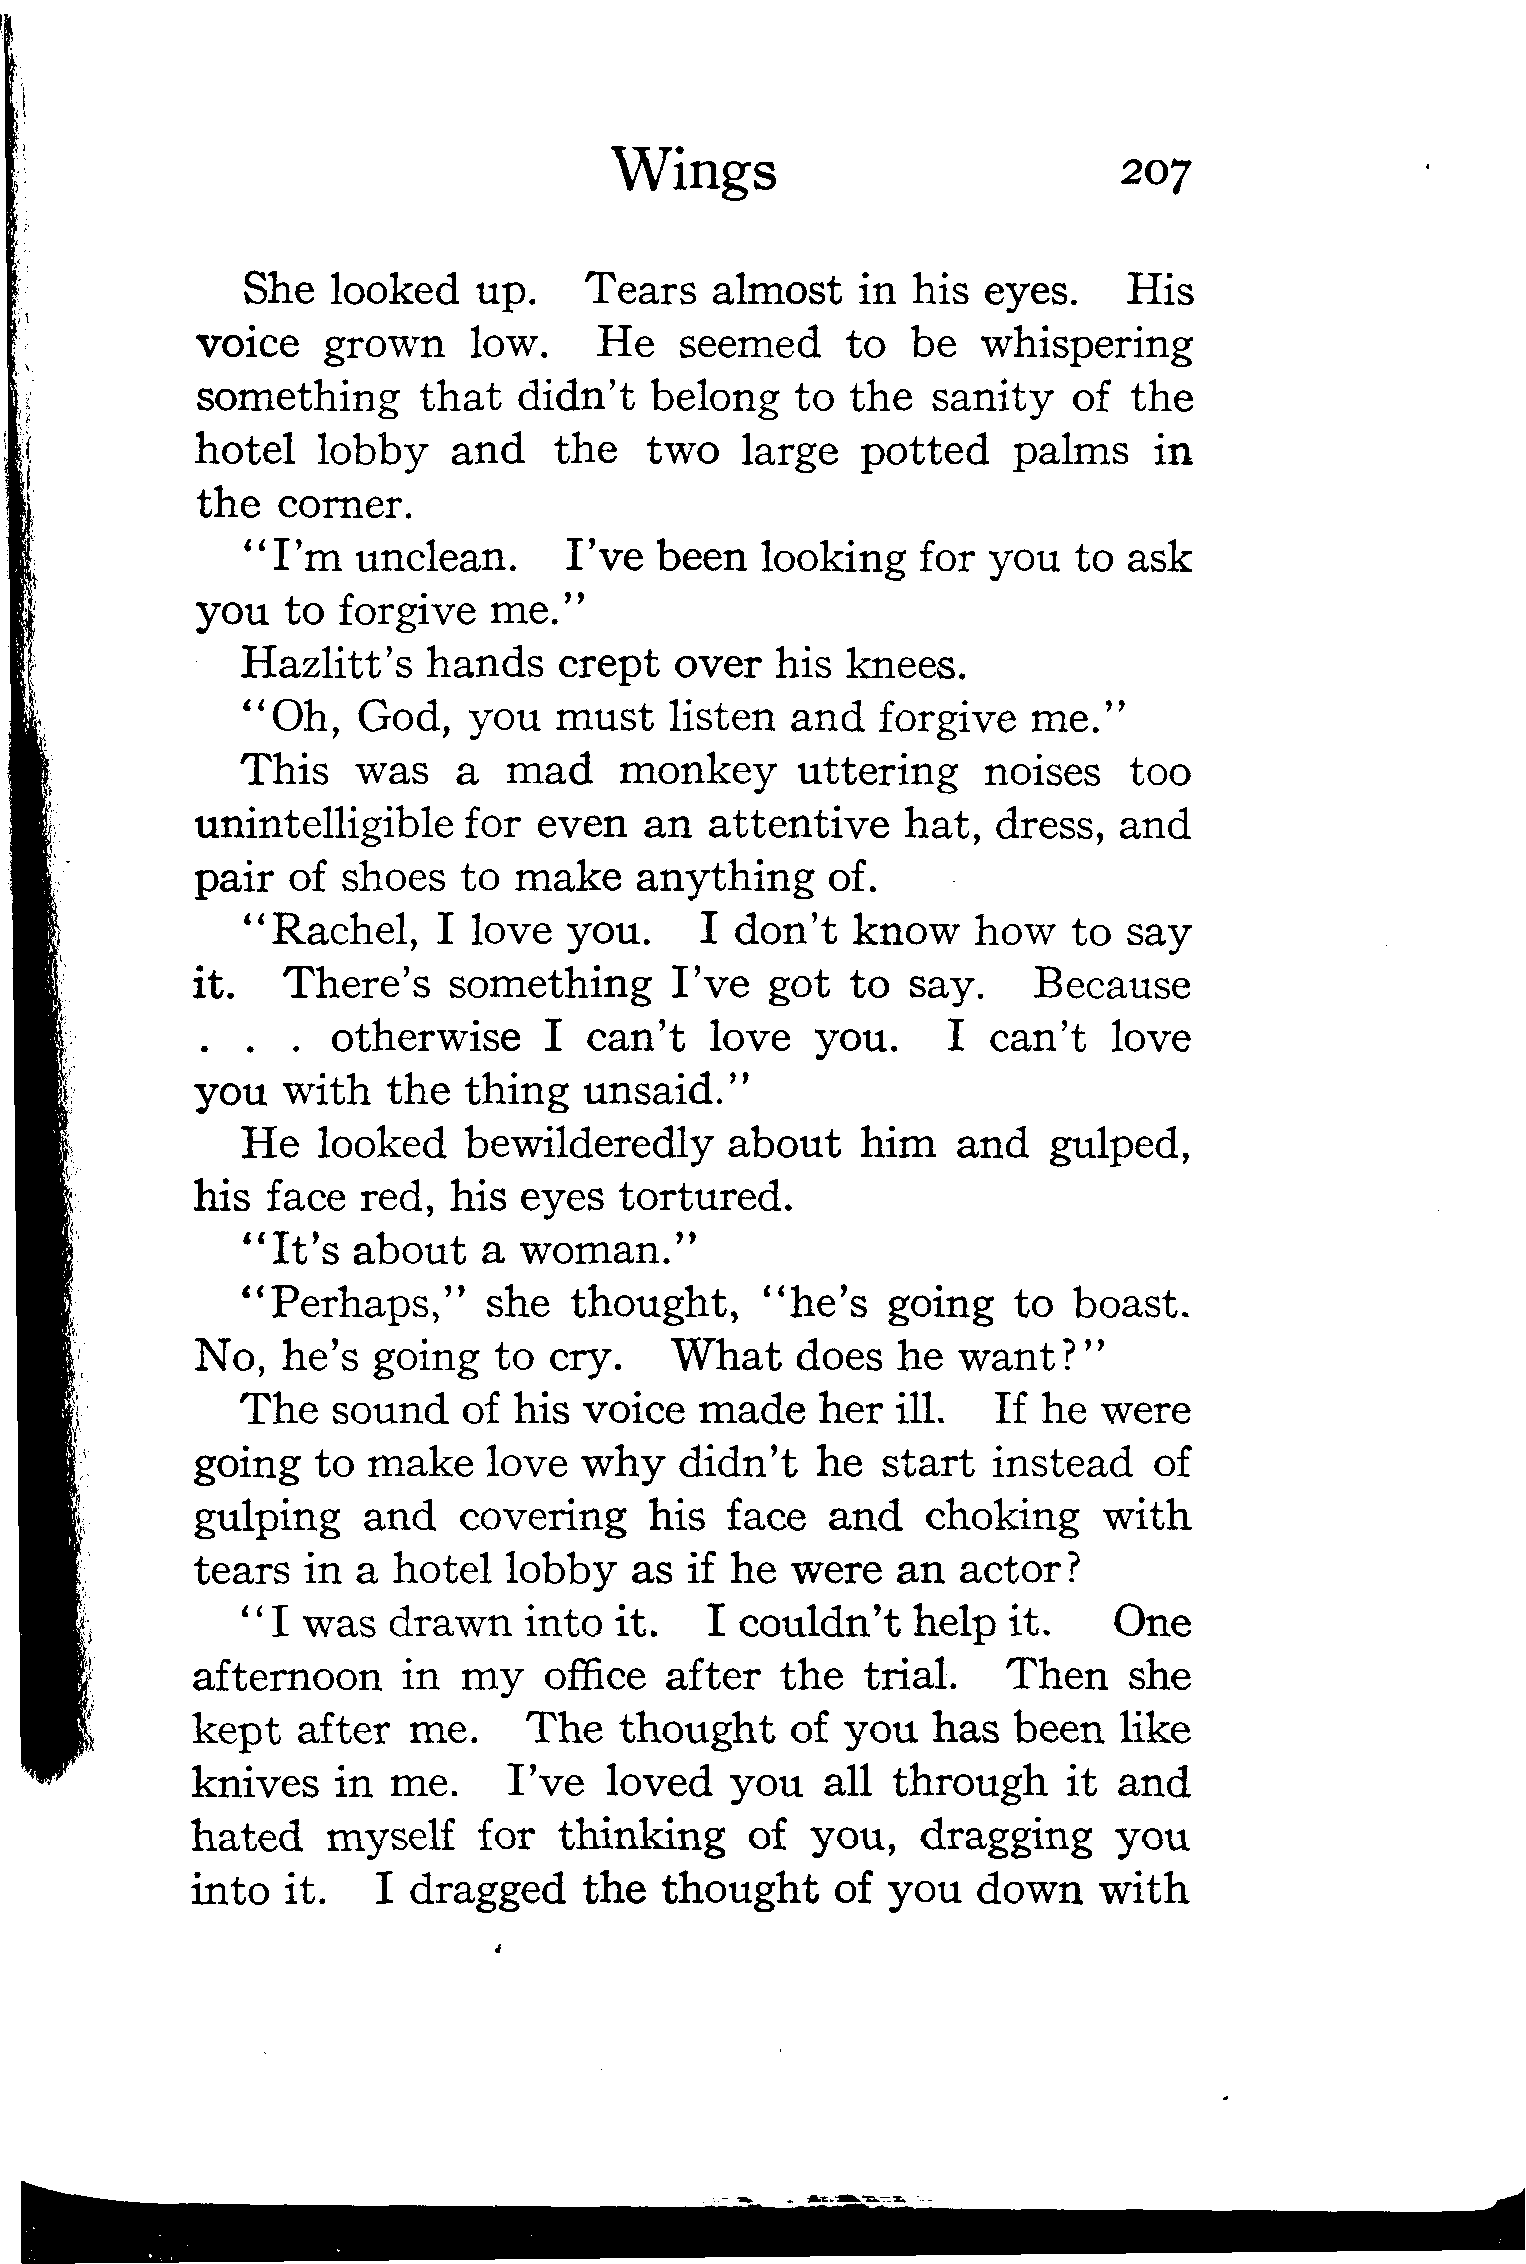 Wings 207
She looked up. Tears almost in his eyes. His
voice grown low. He seemed to be whispering
something that didn't belong to the sanity of the
hotel lobby and the two large potted palms in
the corner.
"I'm unclean. I've been looking for you to ask
you to forgive me."
Hazlitt's hands crept over his knees.
"Oh, God, you must listen and forgive me."
This was a mad monkey uttering noises too
unintelligible for even an attentive hat, dress, and
pair of shoes to make anything of.
"Rachel, I love you. I don't know how to say
it. There's something I've got to say. Because
. . . otherwise I can't love you. I can't love
you with the thing unsaid."
He looked bewilderedly about him and gulped,
his face red, his eyes tortured.
"It's about a woman."
"Perhaps," she thought, "he's going to boast.
No, he's going to cry. What does he want?"
The sound of his voice made her ill. If he were
going to make love why didn't he start instead of
gulping and covering his face and choking with
tears in a hotel lobby as if he were an actor?
"I was drawn into it. I couldn't help it. One
afternoon in my office after the trial. Then she
kept after me. The thought of you has been like
knives in me. I've loved you all through it and
hated myself for thinking of you, dragging you
into it. I dragged the thought of you down with